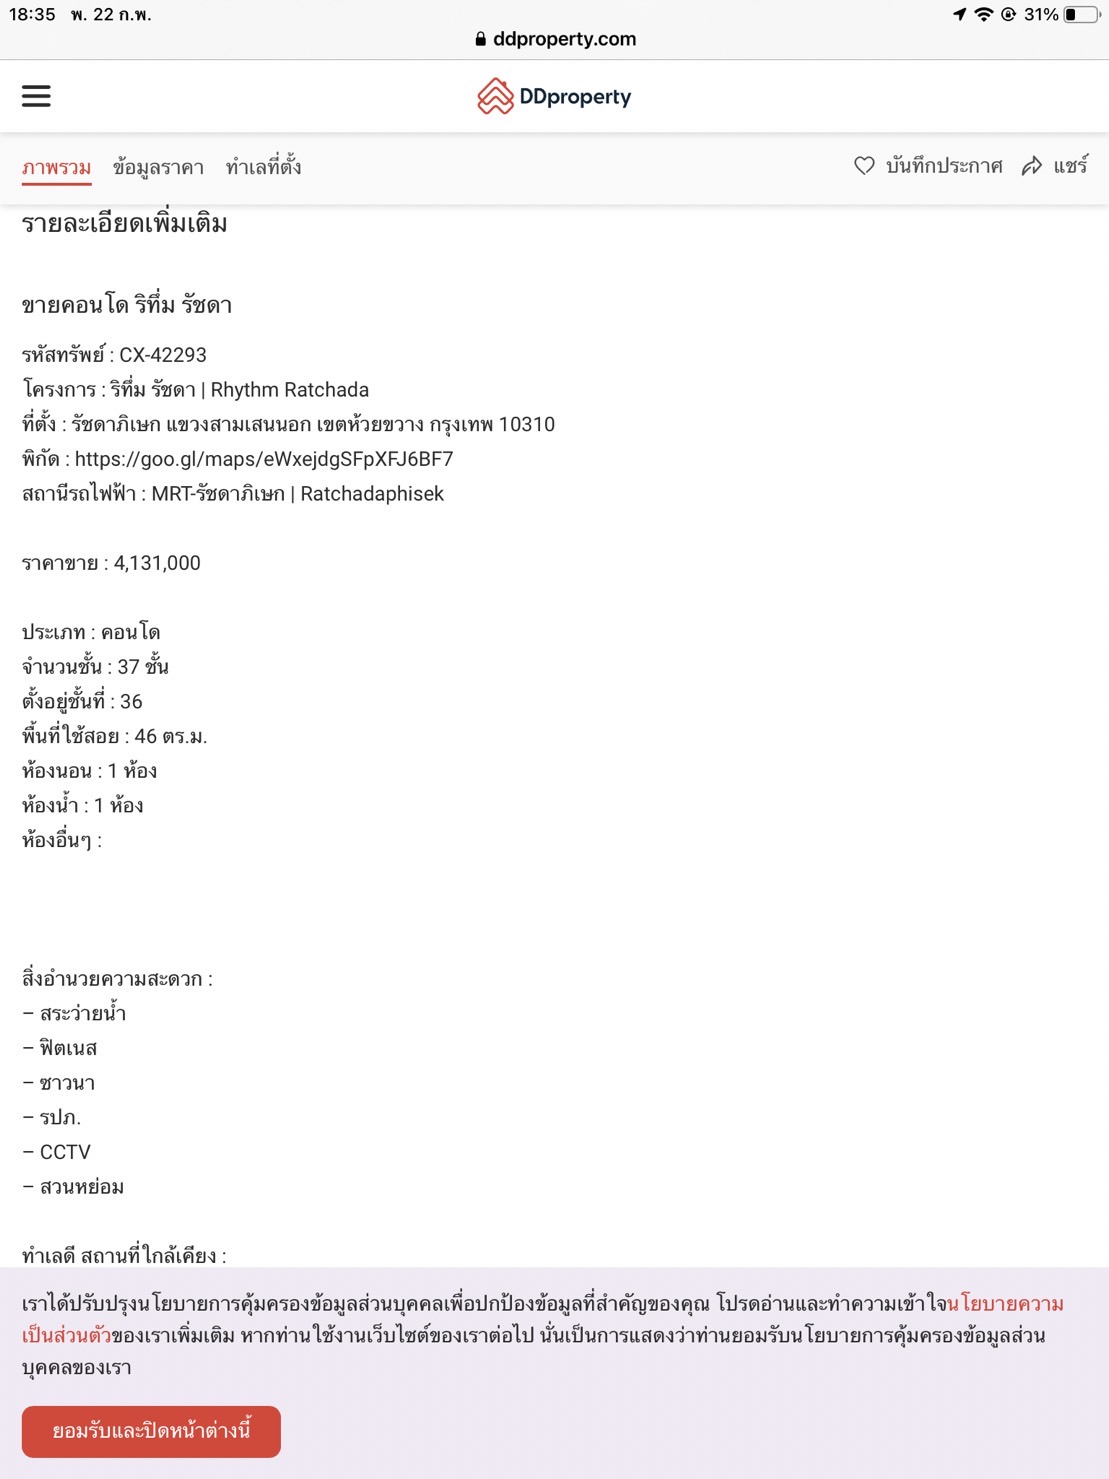 18:35 พ. 22 ก.พ. 31%
ddproperty.com
DDproperty
ภาพรวม ข้อมูลราคา ทำเลที่ตั้ง บันทึกประกาศ แชร์
รายละเอียดเพิ่มเติม
ขายคอนโด ริทึ่ม รัชดา
รหัสทรัพย์ : CX-42293
โครงการ : ริทึ่ม รัชดา | Rhythm Ratchada
ที่ตั้ง : รัชดาภิเษก แขวงสามเสนนอก เขตห้วยขวาง กรุงเทพ 10310
พิกัด : https://goo.gl/maps/eWxejdgSFpXFJ6BF7
สถานีรถไฟฟ้า : MRT-รัชดาภิเษก | Ratchadaphisek
ราคาขาย : 4,131,000
ประเภท : คอนโด
จำนวนชั้น : 37 ชั้น
ตั้งอยู่ชั้นที่ : 36
พื้นที่ใช้สอย : 46 ตร.ม.
ห้องนอน : 1 ห้อง
ห้องน้ำ : 1 ห้อง
ห้องอื่นๆ :
สิ่งอำนวยความสะดวก :
– สระว่ายน้ำ
– ฟิตเนส
– ซาวนา
– รปภ.
– CCTV
– สวนหย่อม
ทำเลดี สถานที่ใกล้เคียง :
เราได้ปรับปรุงนโยบายการคุ้มครองข้อมูลส่วนบุคคลเพื่อปกป้องข้อมูลที่สำคัญของคุณ โปรดอ่านและทำความเข้าใจนโยบายความ
เป็นส่วนตัวของเราเพิ่มเติม หากท่านใช้งานเว็บไซต์ของเราต่อไป นั่นเป็นการแสดงว่าท่านยอมรับนโยบายการคุ้มครองข้อมูลส่วน
บุคคลของเรา
ยอมรับและปิดหน้าต่างนี้